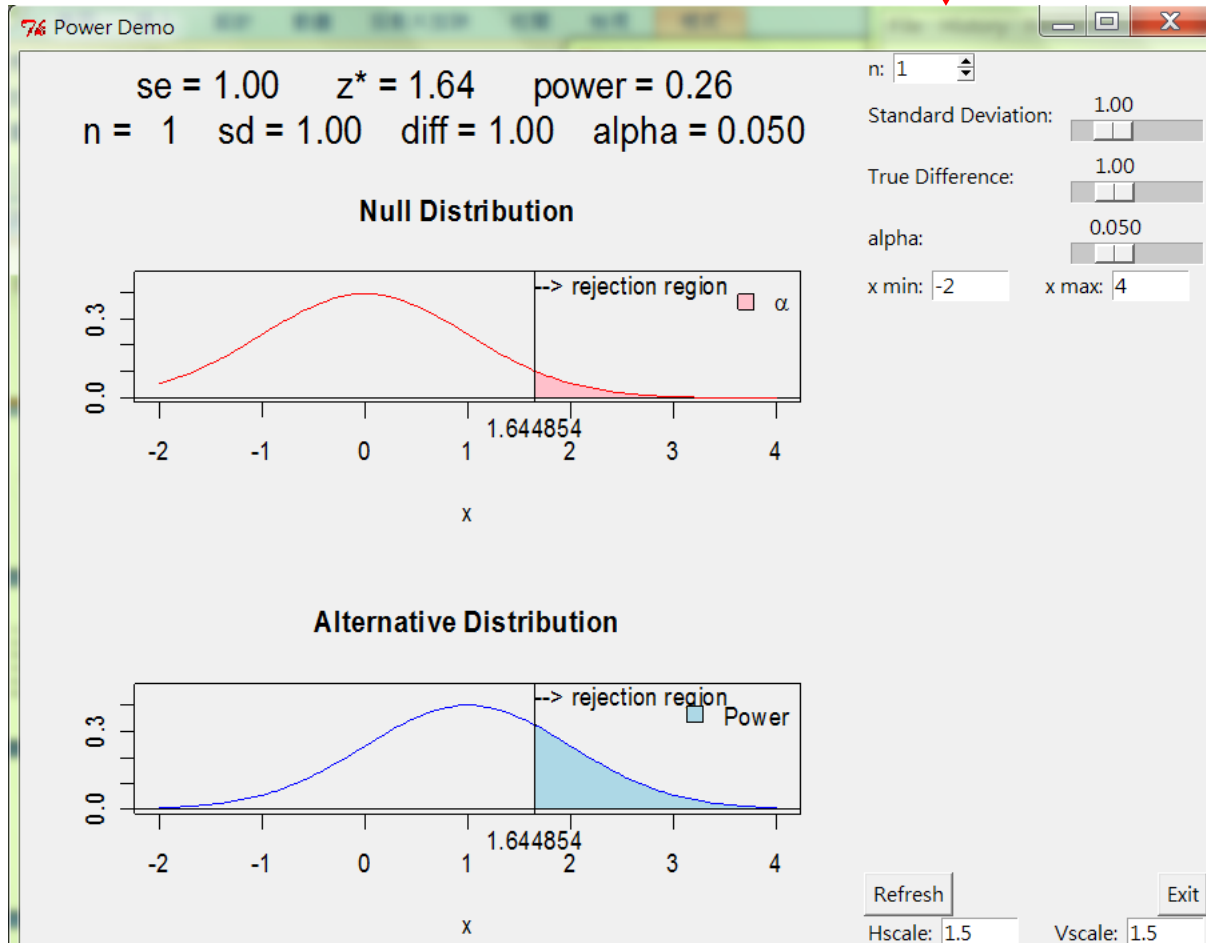 Power Demo
se = 1.00 z* = 1.64 power = 0.26
n = 1 sd = 1.00 diff = 1.00 alpha = 0.050
Null Distribution
0.3
0.0
--> rejection region
α
1.644854
-2 -1 0 1 2 3 4
x
Alternative Distribution
0.3
0.0
--> rejection region
Power
1.644854
-2 -1 0 1 2 3 4
x
n: 1
Standard Deviation: 1.00
True Difference: 1.00
alpha: 0.050
x min: -2 x max: 4
Refresh Exit
Hscale: 1.5 Vscale: 1.5